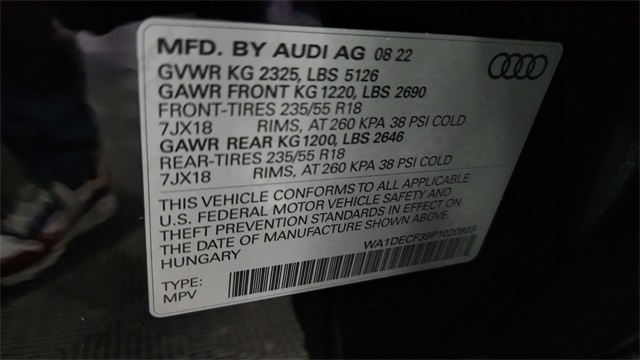 MFD. BY AUDI AG 08 22
GVWR KG 2325, LBS 5126
GAWR FRONT KG 1220, LBS 2690
FRONT-TIRES 235/55 R18
7JX18 RIMS, AT 260 KPA 38 PSI COLD
GAWR REAR KG 1200, LBS 2646
REAR-TIRES 235/55 R18
7JX18 RIMS, AT 260 KPA 38 PSI COLD
THIS VEHICLE CONFORMS TO ALL APPLICABLE
U.S. FEDERAL MOTOR VEHICLE SAFETY AND
THEFT PREVENTION STANDARDS IN EFFECT ON
THE DATE OF MANUFACTURE SHOWN ABOVE.
HUNGARY
TYPE:
MPV